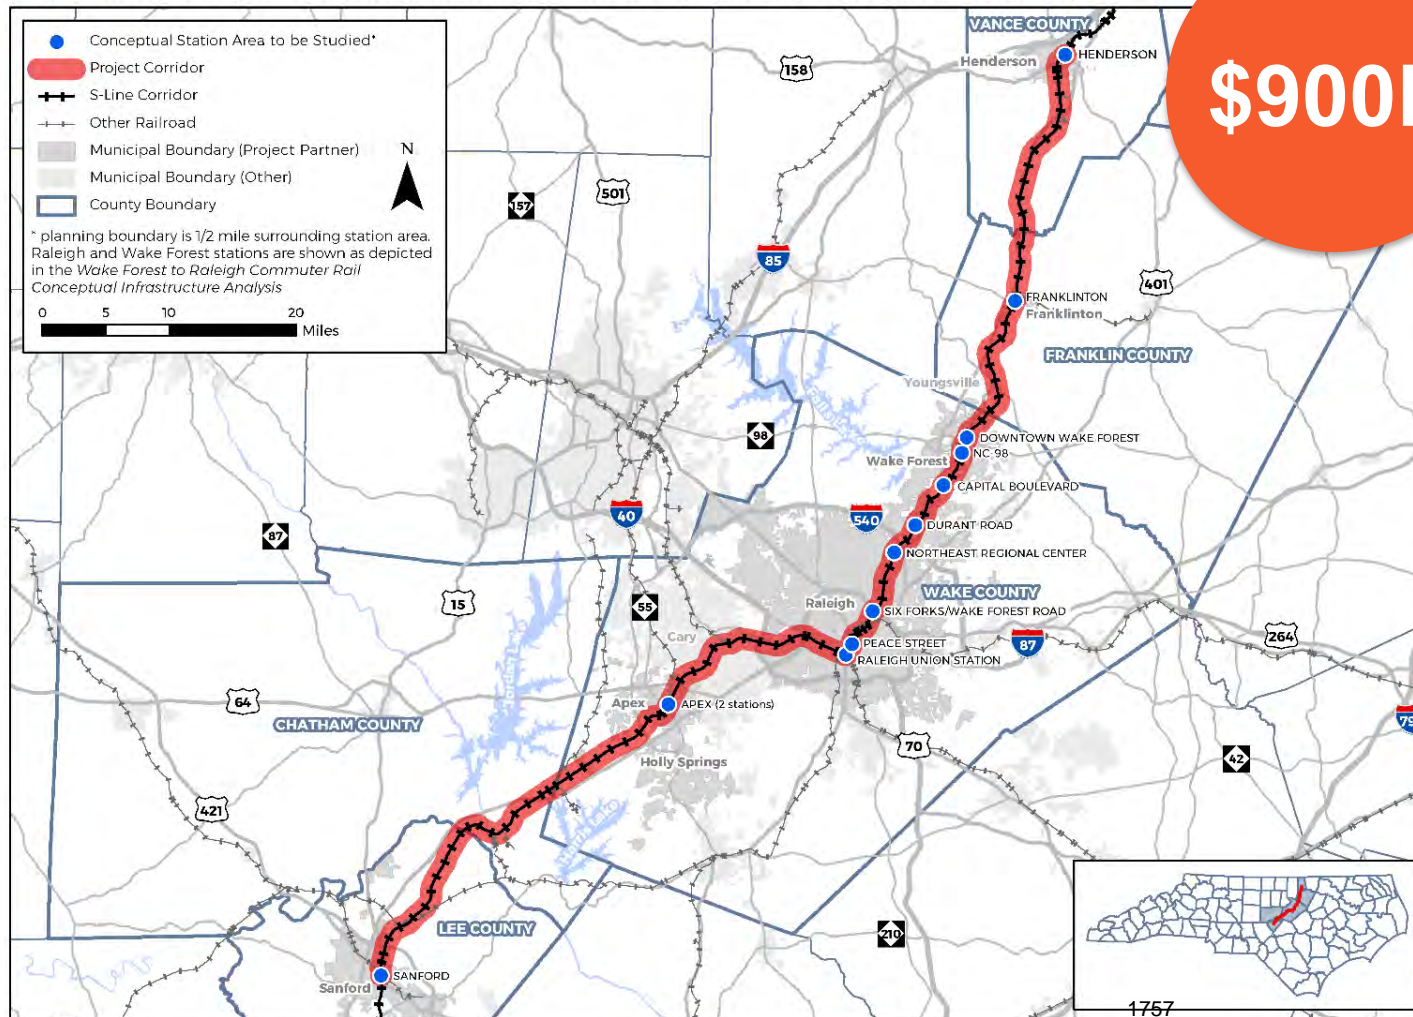 Conceptual Station Area to be Studied*
Project Corridor
S-Line Corridor
Other Railroad
Municipal Boundary (Project Partner)
Municipal Boundary (Other)
County Boundary
N
* planning boundary is 1/2 mile surrounding station area.
Raleigh and Wake Forest stations are shown as depicted
in the Wake Forest to Raleigh Commuter Rail
Conceptual Infrastructure Analysis
0 5 10 20
Miles
$900
VANCE COUNTY
Henderson
HENDERSON
158
501
157
85
401
FRANKLINTON
Franklinton
FRANKLIN COUNTY
Youngsville
98
DOWNTOWN WAKE FOREST
Wake Forest
NC-98
CAPITAL BOULEVARD
40
540
DURANT ROAD
87
NORTHEAST REGIONAL CENTER
WAKE COUNTY
15
55
Raleigh
SIX FORKS/WAKE FOREST ROAD
Cary
PEACE STREET
87
264
RALEIGH UNION STATION
64
Apex
APEX (2 stations)
CHATHAM COUNTY
79
70
42
Holly Springs
421
LEE COUNTY
210
SANFORD
Sanford
1757